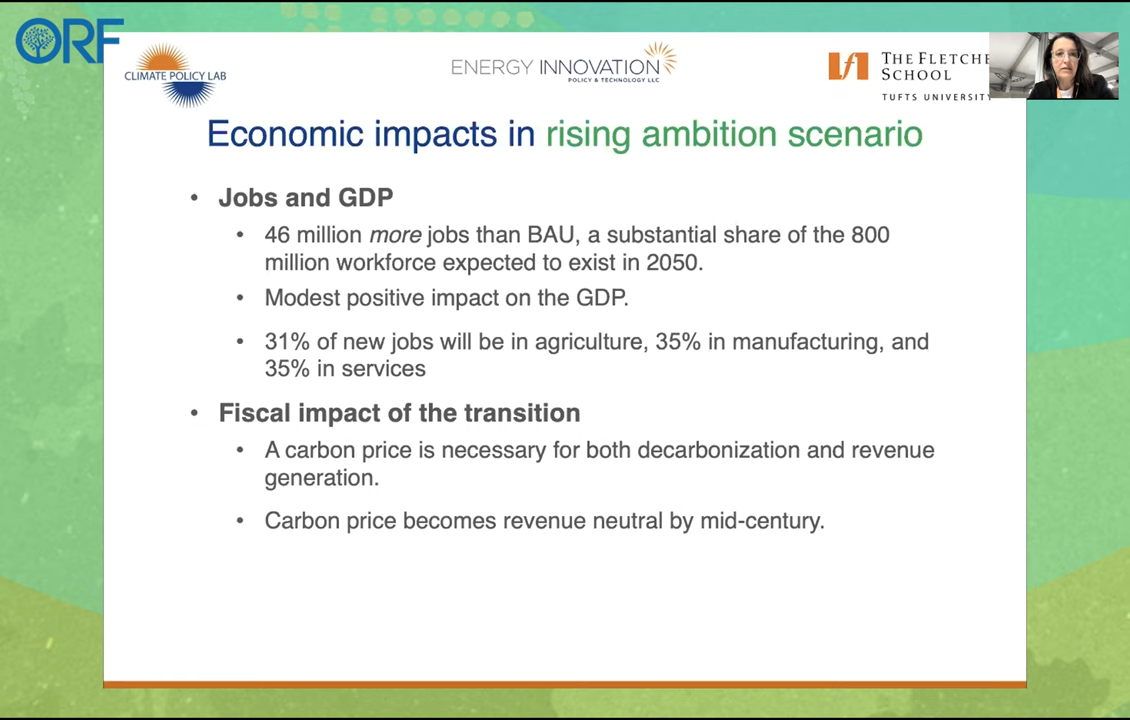 ORF
CLIMATE POLICY LAB
ENERGY INNOVATION
POLICY & TECHNOLOGY LLC
THE FLETCHE
SCHOOL
TUFTS UNIVERSITY
Economic impacts in rising ambition scenario
• Jobs and GDP
• 46 million more jobs than BAU, a substantial share of the 800
million workforce expected to exist in 2050.
• Modest positive impact on the GDP.
• 31% of new jobs will be in agriculture, 35% in manufacturing, and
35% in services
• Fiscal impact of the transition
• A carbon price is necessary for both decarbonization and revenue
generation.
• Carbon price becomes revenue neutral by mid-century.